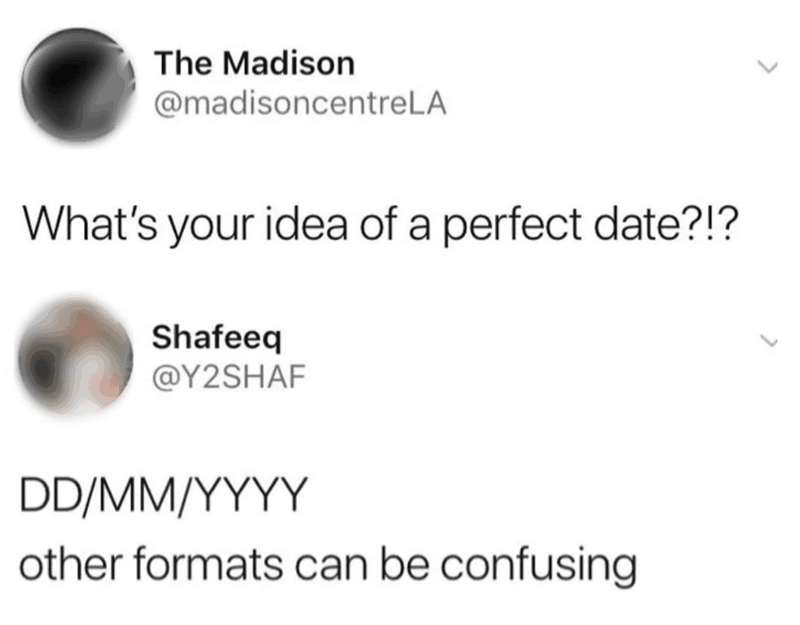 The Madison
@madisoncentreLA
What's your idea of a perfect date?!?
Shafeeq
@Y2SHAF
DD/MM/YYYY
other formats can be confusing